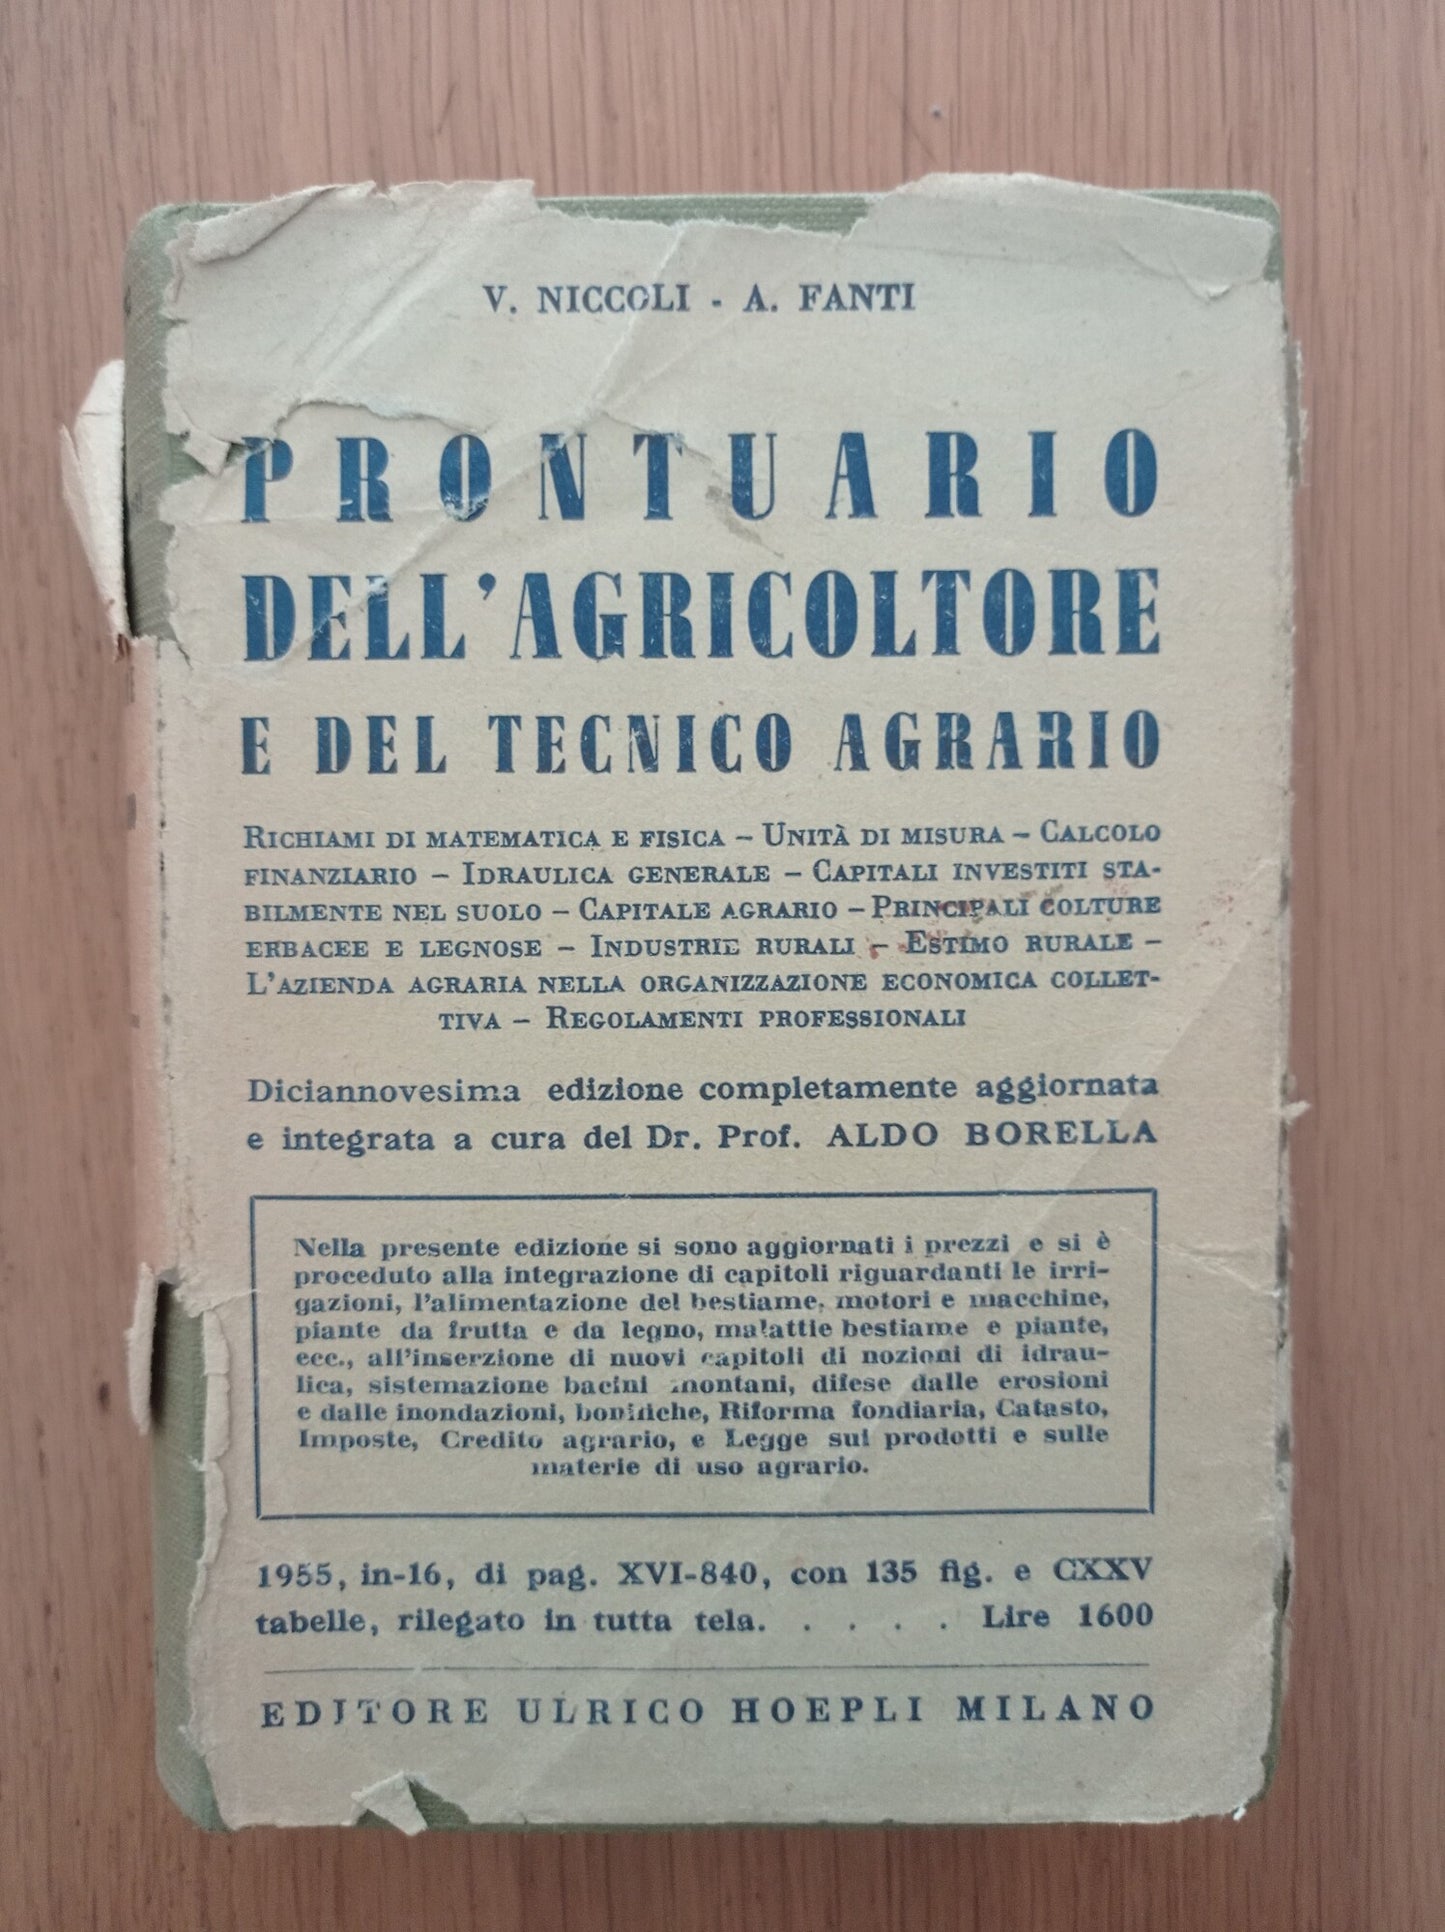 V. NICCOLI - A. FANTI
PRONTUARIO
DELL'AGRICOLTORE
E DEL TECNICO AGRARIO
RICHIAMI DI MATEMATICA E FISICA – UNITÀ DI MISURA – CALCOLO
FINANZIARIO – IDRAULICA GENERALE – CAPITALI INVESTITI STA-
BILMENTE NEL SUOLO – CAPITALE AGRARIO – PRINCIPALI COLTURE
ERBACEE E LEGNOSE – INDUSTRIE RURALI – ESTIMO RURALE –
L'AZIENDA AGRARIA NELLA ORGANIZZAZIONE ECONOMICA COLLET-
TIVA – REGOLAMENTI PROFESSIONALI
Diciannovesima edizione completamente aggiornata
e integrata a cura del Dr. Prof. ALDO BORELLA
Nella presente edizione si sono aggiornati i prezzi e si è
proceduto alla integrazione di capitoli riguardanti le irri-
gazioni, l'alimentazione del bestiame, motori e macchine,
piante da frutta e da legno, malattie bestiame e piante,
ecc., all'inserzione di nuovi capitoli di nozioni di idrau-
lica, sistemazione bacini montani, difese dalle erosioni
e dalle inondazioni, bonifiche, Riforma fondiaria, Catasto,
Imposte, Credito agrario, e Legge sui prodotti e sulle
materie di uso agrario.
1955, in-16, di pag. XVI-840, con 135 fig. e CXXV
tabelle, rilegato in tutta tela. . . . . Lire 1600
EDITORE ULRICO HOEPLI MILANO